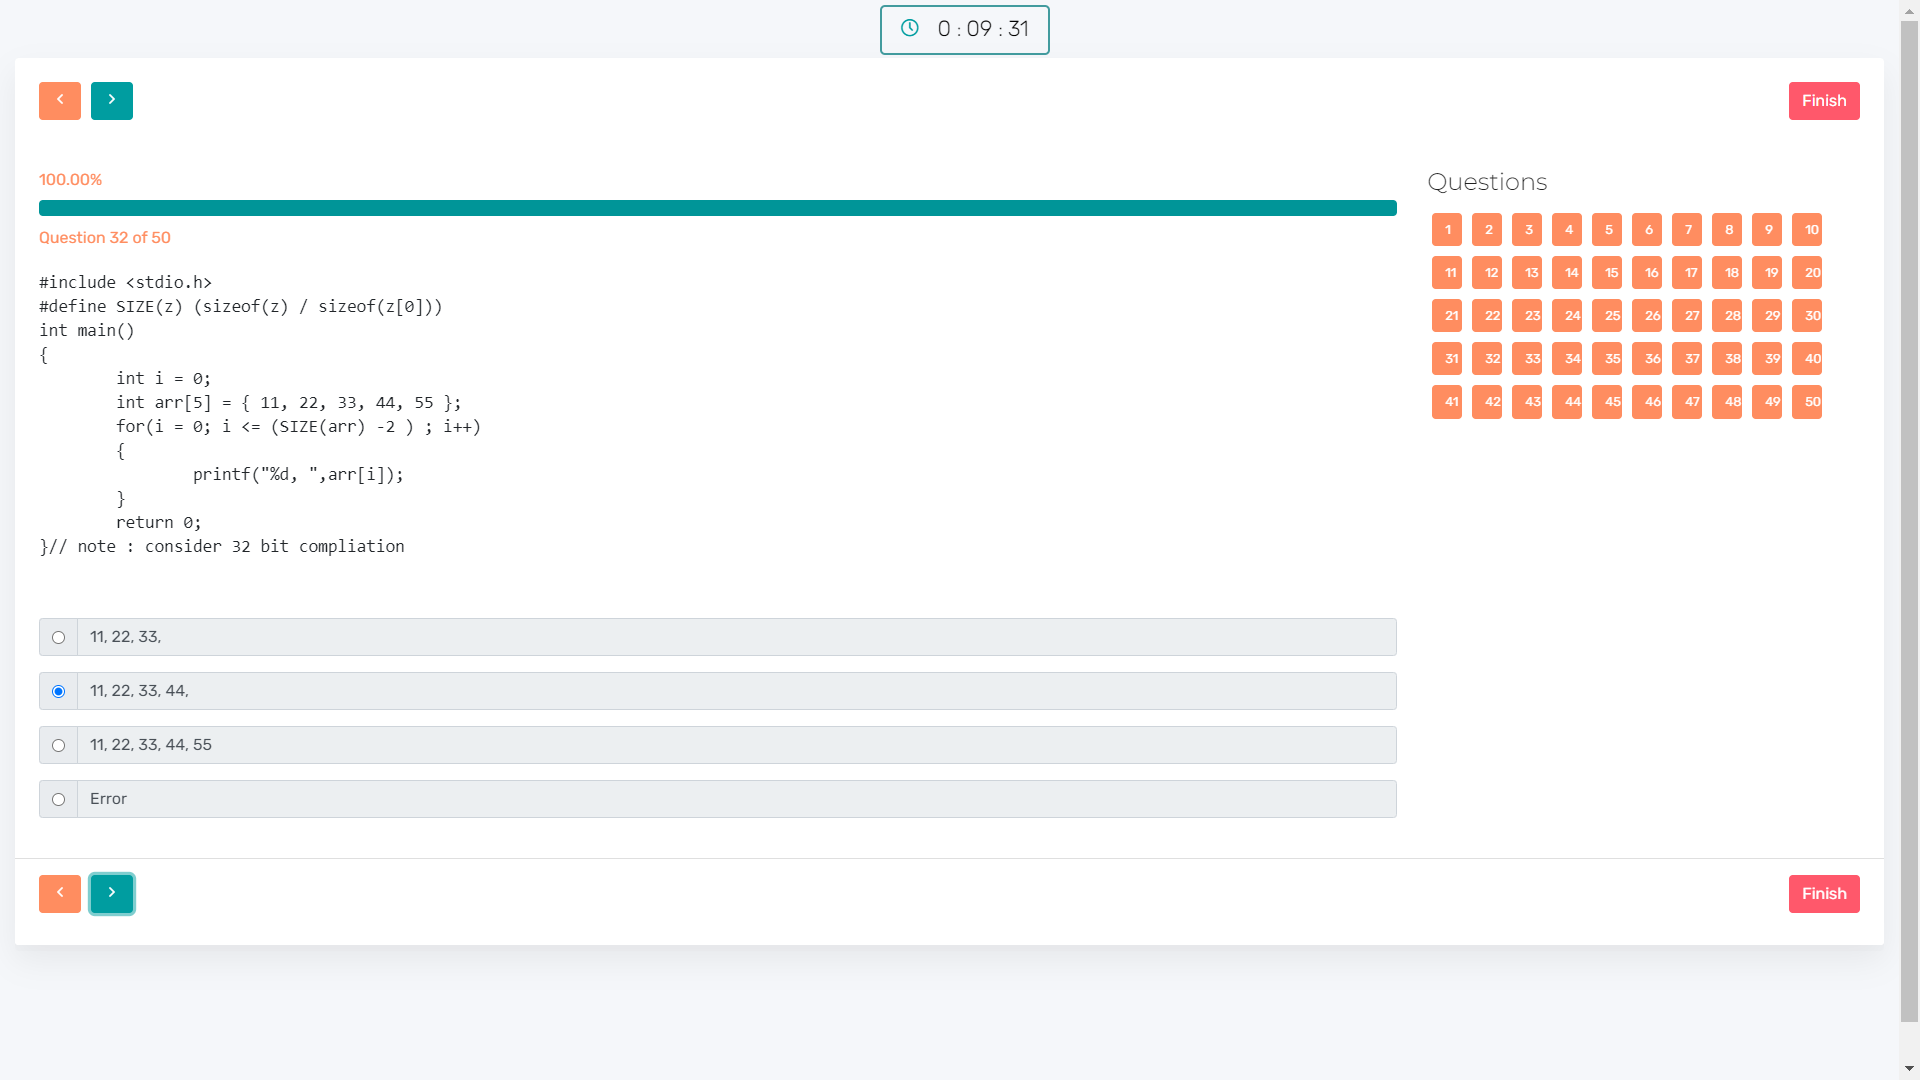 0 : 09 : 31
Finish
100.00%
Question 32 of 50
#include <stdio.h>
#define SIZE(z) (sizeof(z) / sizeof(z[0]))
int main()
{
int i = 0;
int arr[5] = { 11, 22, 33, 44, 55 };
for(i = 0; i <= (SIZE(arr) -2 ) ; i++)
{
printf("%d, ",arr[i]);
}
return 0;
}// note : consider 32 bit compliation
11, 22, 33,
11, 22, 33, 44,
11, 22, 33, 44, 55
Error
Questions
1 2 3 4 5 6 7 8 9 10
11 12 13 14 15 16 17 18 19 20
21 22 23 24 25 26 27 28 29 30
31 32 33 34 35 36 37 38 39 40
41 42 43 44 45 46 47 48 49 50
Finish